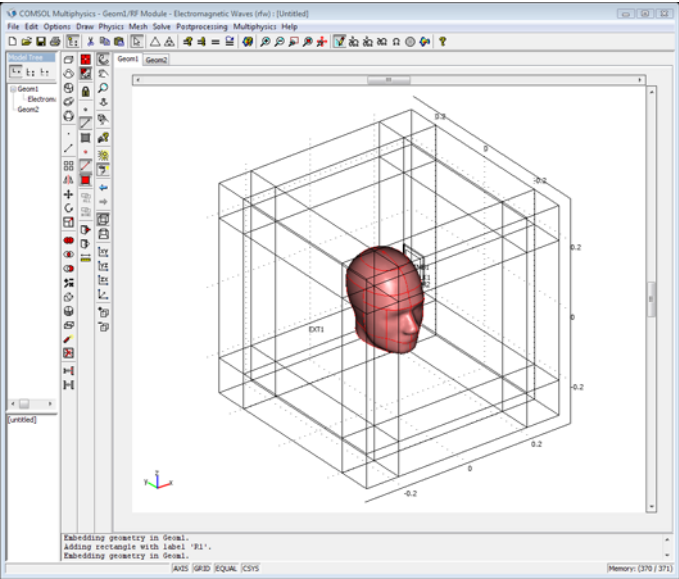 COMSOL Multiphysics - Geom1/RF Module - Electromagnetic Waves (rfw) : [Untitled]
File Edit Options Draw Physics Mesh Solve Postprocessing Multiphysics Help
Model Tree
Geom1
Electrom
Geom2
Geom1 Geom2
0.2
0
-0.2
0.2
0
-0.2
EXT1
0.2
0
-0.2
z
y
x
[untitled]
Embedding geometry in Geom1.
Adding rectangle with label 'R1'.
Embedding geometry in Geom1.
AXIS GRID EQUAL CSYS
Memory: (370 / 371)